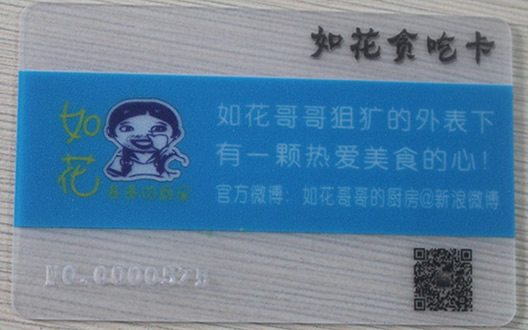 如花贪吃卡
如花
如花哥哥狙犷的外表下
有一颗热爱美食的心!
官方微博:如花哥哥的厨房@新浪微博